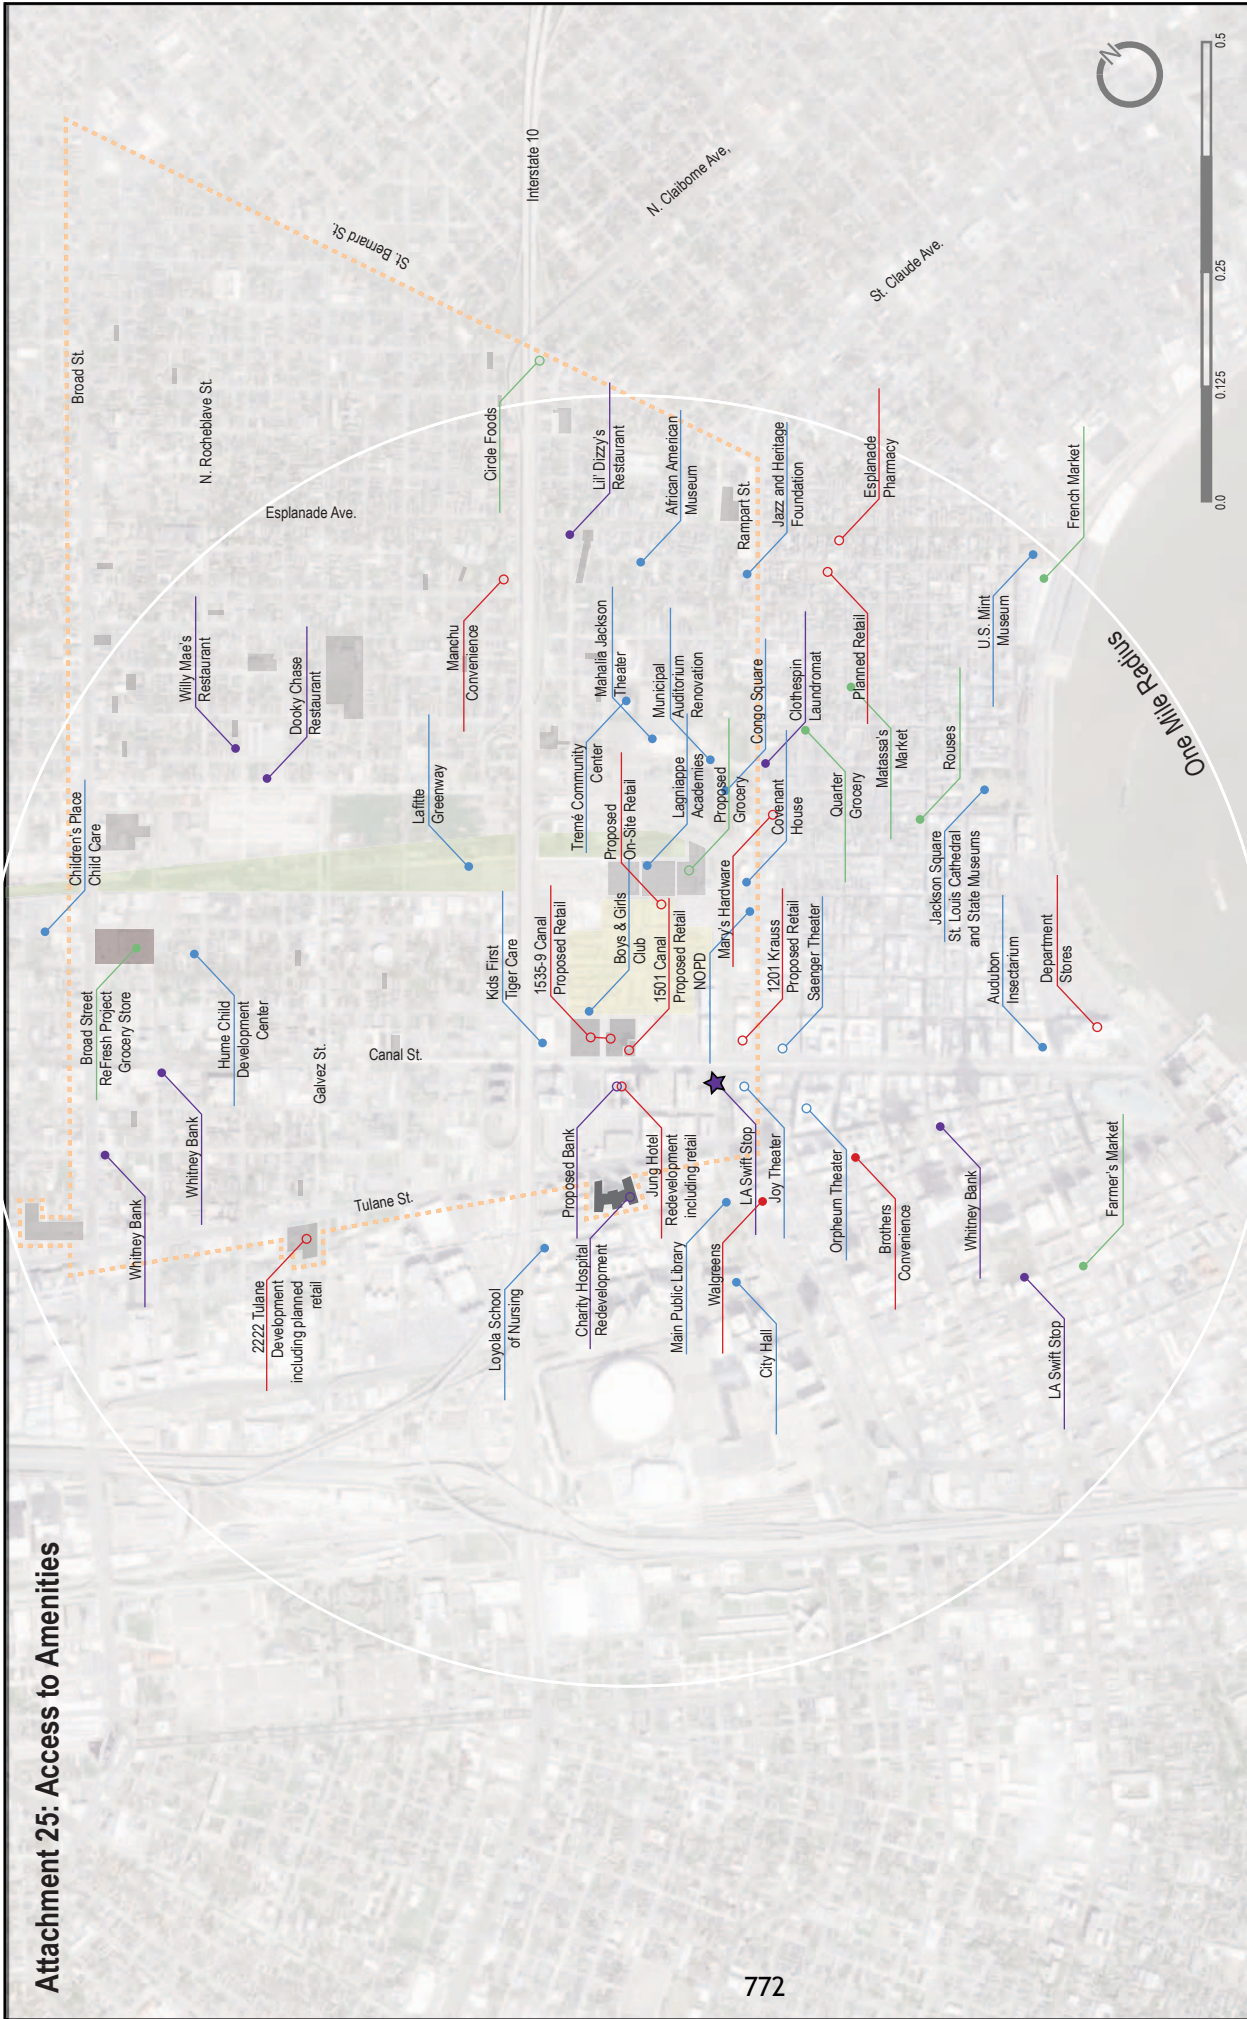 Attachment 25: Access to Amenities
Broad St.
N. Rocheblave St.
Esplanade Ave.
St. Bernard St.
Interstate 10
N. Claiborne Ave,
St. Claude Ave.
Galvez St.
Canal St.
Tulane St.
Rampart St.
One Mile Radius
Children's Place
Child Care
Broad Street
ReFresh Project
Grocery Store
Hume Child
Development
Center
Whitney Bank
Whitney Bank
2222 Tulane
Development
including planned
retail
Willy Mae's
Restaurant
Dooky Chase
Restaurant
Manchu
Convenience
Circle Foods
Lafitte
Greenway
Lil' Dizzy's
Restaurant
African American
Museum
Jazz and Heritage
Foundation
Esplanade
Pharmacy
French Market
Mahalia Jackson
Theater
Municipal
Auditorium
Renovation
Congo Square
Clothespin
Laundromat
Planned Retail
U.S. Mint
Museum
Tremé Community
Center
Proposed
On-Site Retail
Lagniappe
Academies
Proposed
Grocery
Covenant
House
Quarter
Grocery
Matassa's
Market
Rouses
Kids First
Tiger Care
1535-9 Canal
Proposed Retail
Boys & Girls
Club
1501 Canal
Proposed Retail
NOPD
Mary's Hardware
1201 Krauss
Proposed Retail
Saenger Theater
Jackson Square
St. Louis Cathedral
and State Museums
Audubon
Insectarium
Department
Stores
Loyola School
of Nursing
Proposed Bank
Charity Hospital
Redevelopment
Jung Hotel
Redevelopment
including retail
Main Public Library
Walgreens
LA Swift Stop
Joy Theater
City Hall
Orpheum Theater
Brothers
Convenience
Whitney Bank
LA Swift Stop
Farmer's Market
N
0.0
0.125
0.25
0.5
772